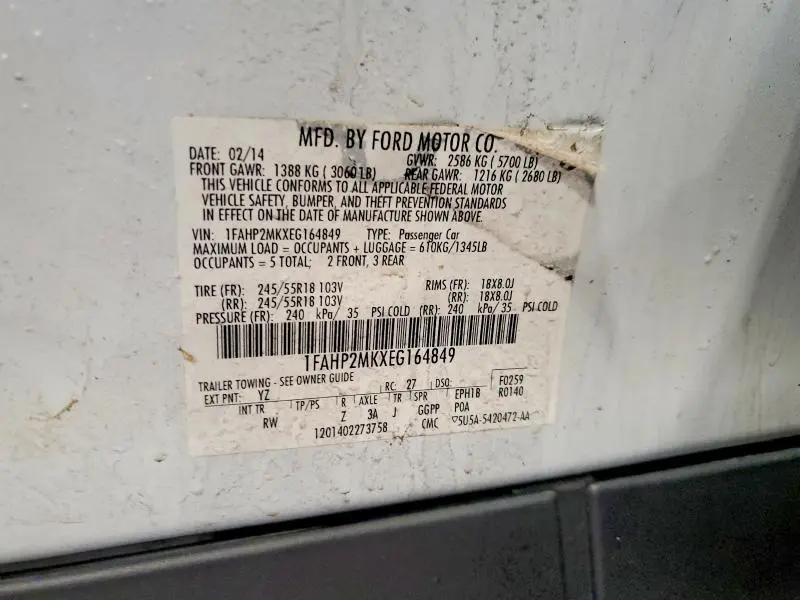 MFD. BY FORD MOTOR CO.
DATE: 02/14 GVWR: 2586 KG ( 5700 LB)
FRONT GAWR: 1388 KG ( 3060 LB) REAR GAWR: 1216 KG ( 2680 LB)
THIS VEHICLE CONFORMS TO ALL APPLICABLE FEDERAL MOTOR
VEHICLE SAFETY, BUMPER, AND THEFT PREVENTION STANDARDS
IN EFFECT ON THE DATE OF MANUFACTURE SHOWN ABOVE.
VIN: 1FAHP2MKXEG164849 TYPE: Passenger Car
MAXIMUM LOAD = OCCUPANTS + LUGGAGE = 610KG/1345LB
OCCUPANTS = 5 TOTAL; 2 FRONT, 3 REAR
TIRE (FR): 245/55R18 103V RIMS (FR): 18X8.0J
(RR): 245/55R18 103V (RR): 18X8.0J
PRESSURE (FR): 240 kPa/ 35 PSI COLD (RR): 240 kPa/ 35 PSI COLD
1FAHP2MKXEG164849
TRAILER TOWING - SEE OWNER GUIDE
EXT PNT: YZ RC: 27 DSO: F0259
INT TR TP/PS R AXLE TR SPR EPH1B R0140
RW Z 3A J GGPP POA
1201402273758 CMC 5U5A-5420472-AA